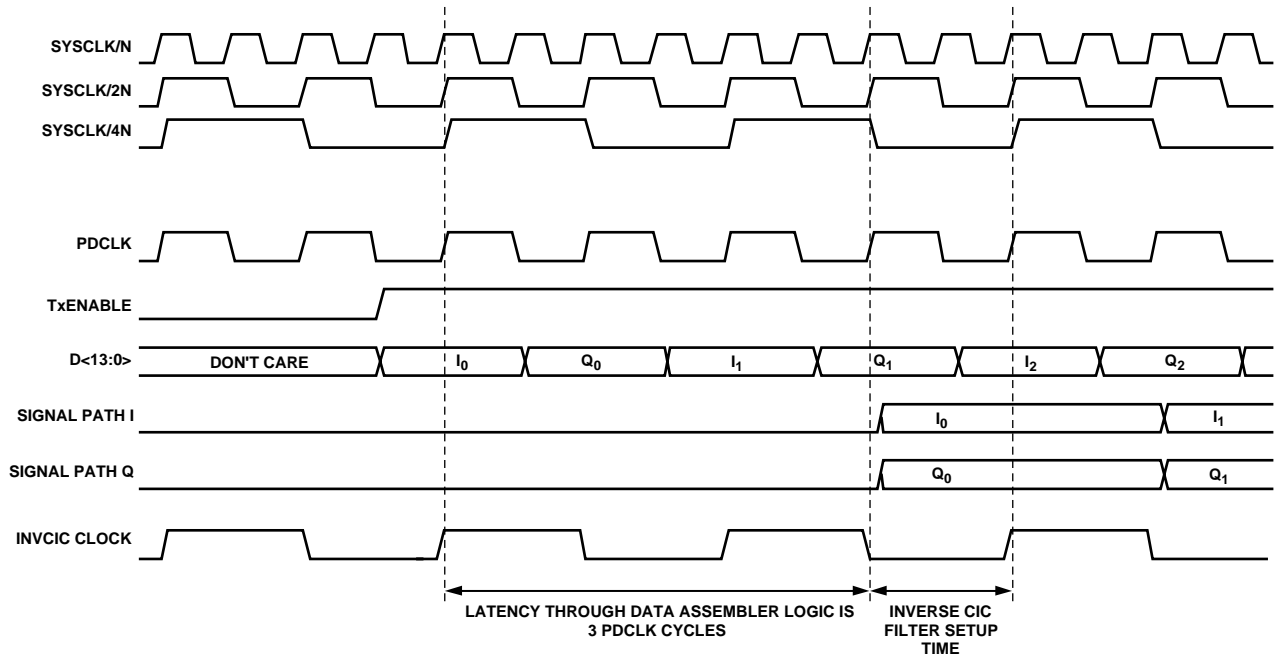 SYSCLK/N
SYSCLK/2N
SYSCLK/4N
PDCLK
TxENABLE
D<13:0> DON'T CARE I0 Q0 I1 Q1 I2 Q2
SIGNAL PATH I I0 I1
SIGNAL PATH Q Q0 Q1
INVCIC CLOCK
LATENCY THROUGH DATA ASSEMBLER LOGIC IS
3 PDCLK CYCLES
INVERSE CIC
FILTER SETUP
TIME